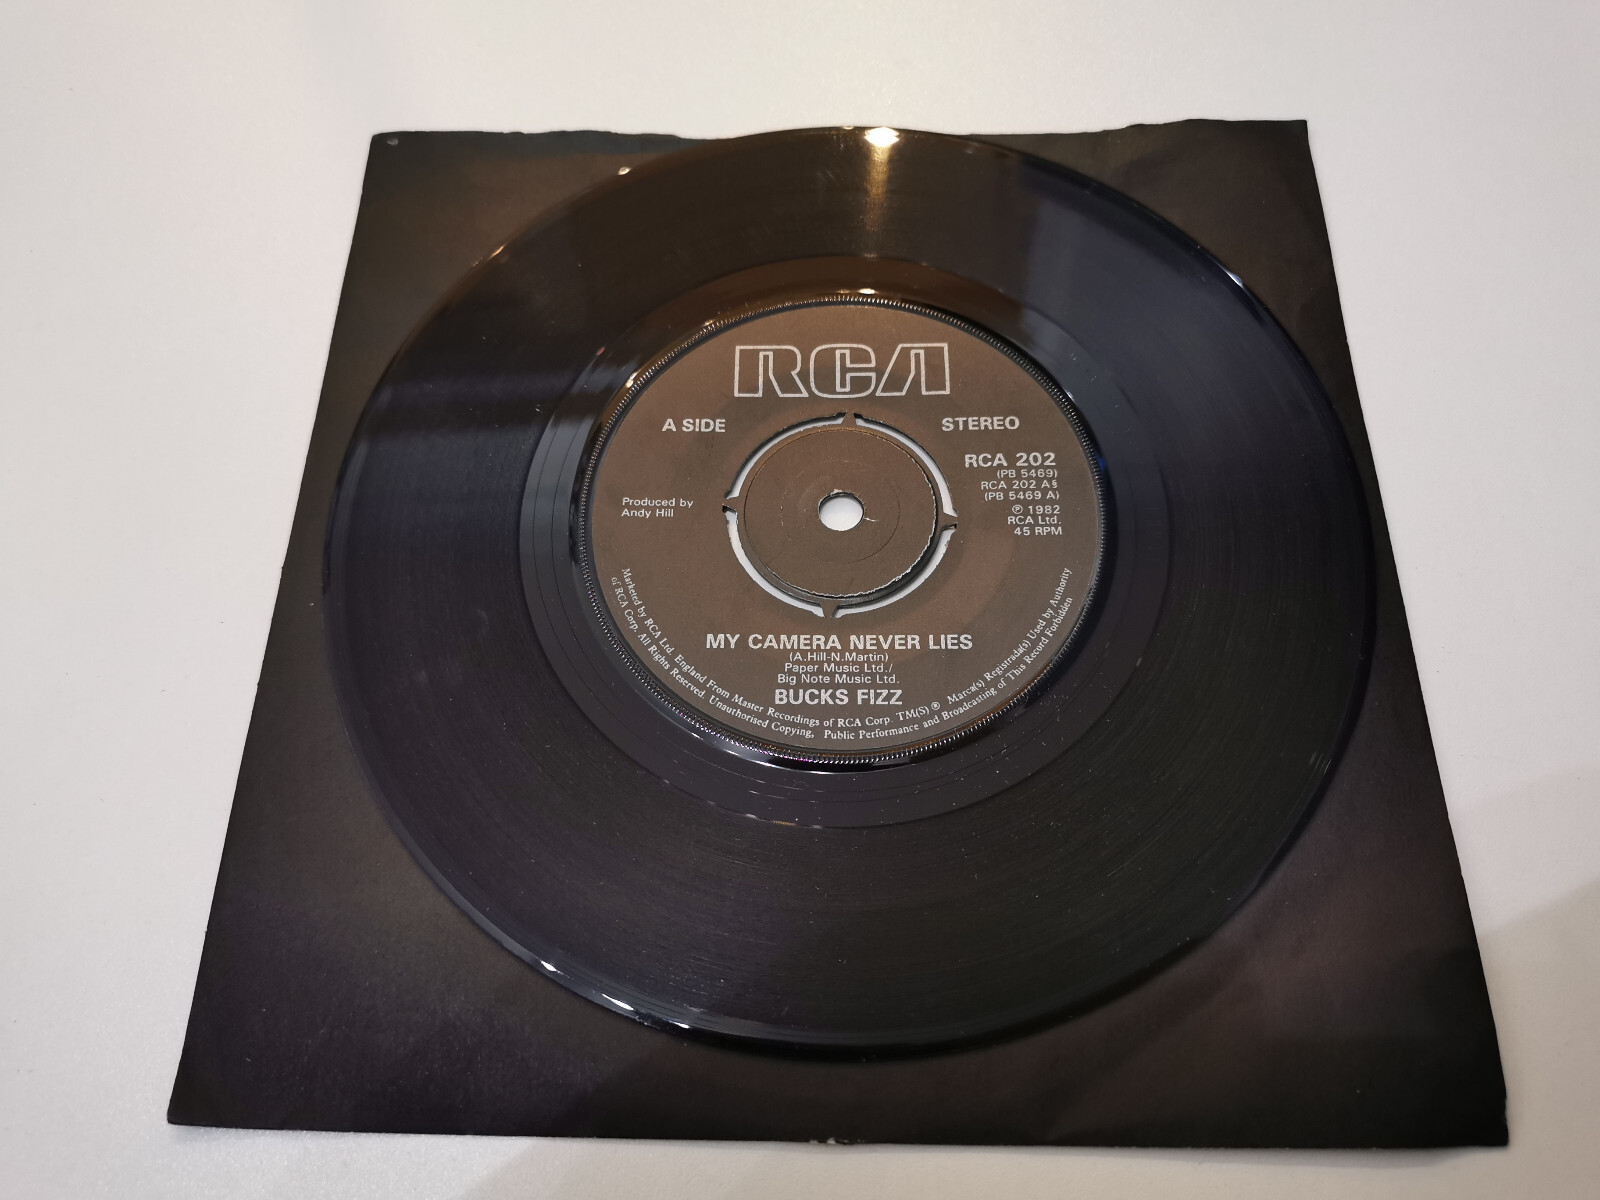 RCA
A SIDE
STEREO
RCA 202
(PB 5469)
RCA 202 A§
(PB 5469 A)
℗ 1982
RCA Ltd.
45 RPM
Produced by
Andy Hill
MY CAMERA NEVER LIES
(A.Hill-N.Martin)
Paper Music Ltd./
Big Note Music Ltd.
BUCKS FIZZ
Marketed by RCA Ltd. England From Master Recordings of RCA Corp. TM(S) ® Marca(s) Registrada(s) Used by Authority
of RCA Corp. All Rights Reserved. Unauthorised Copying, Public Performance and Broadcasting of This Record Forbidden